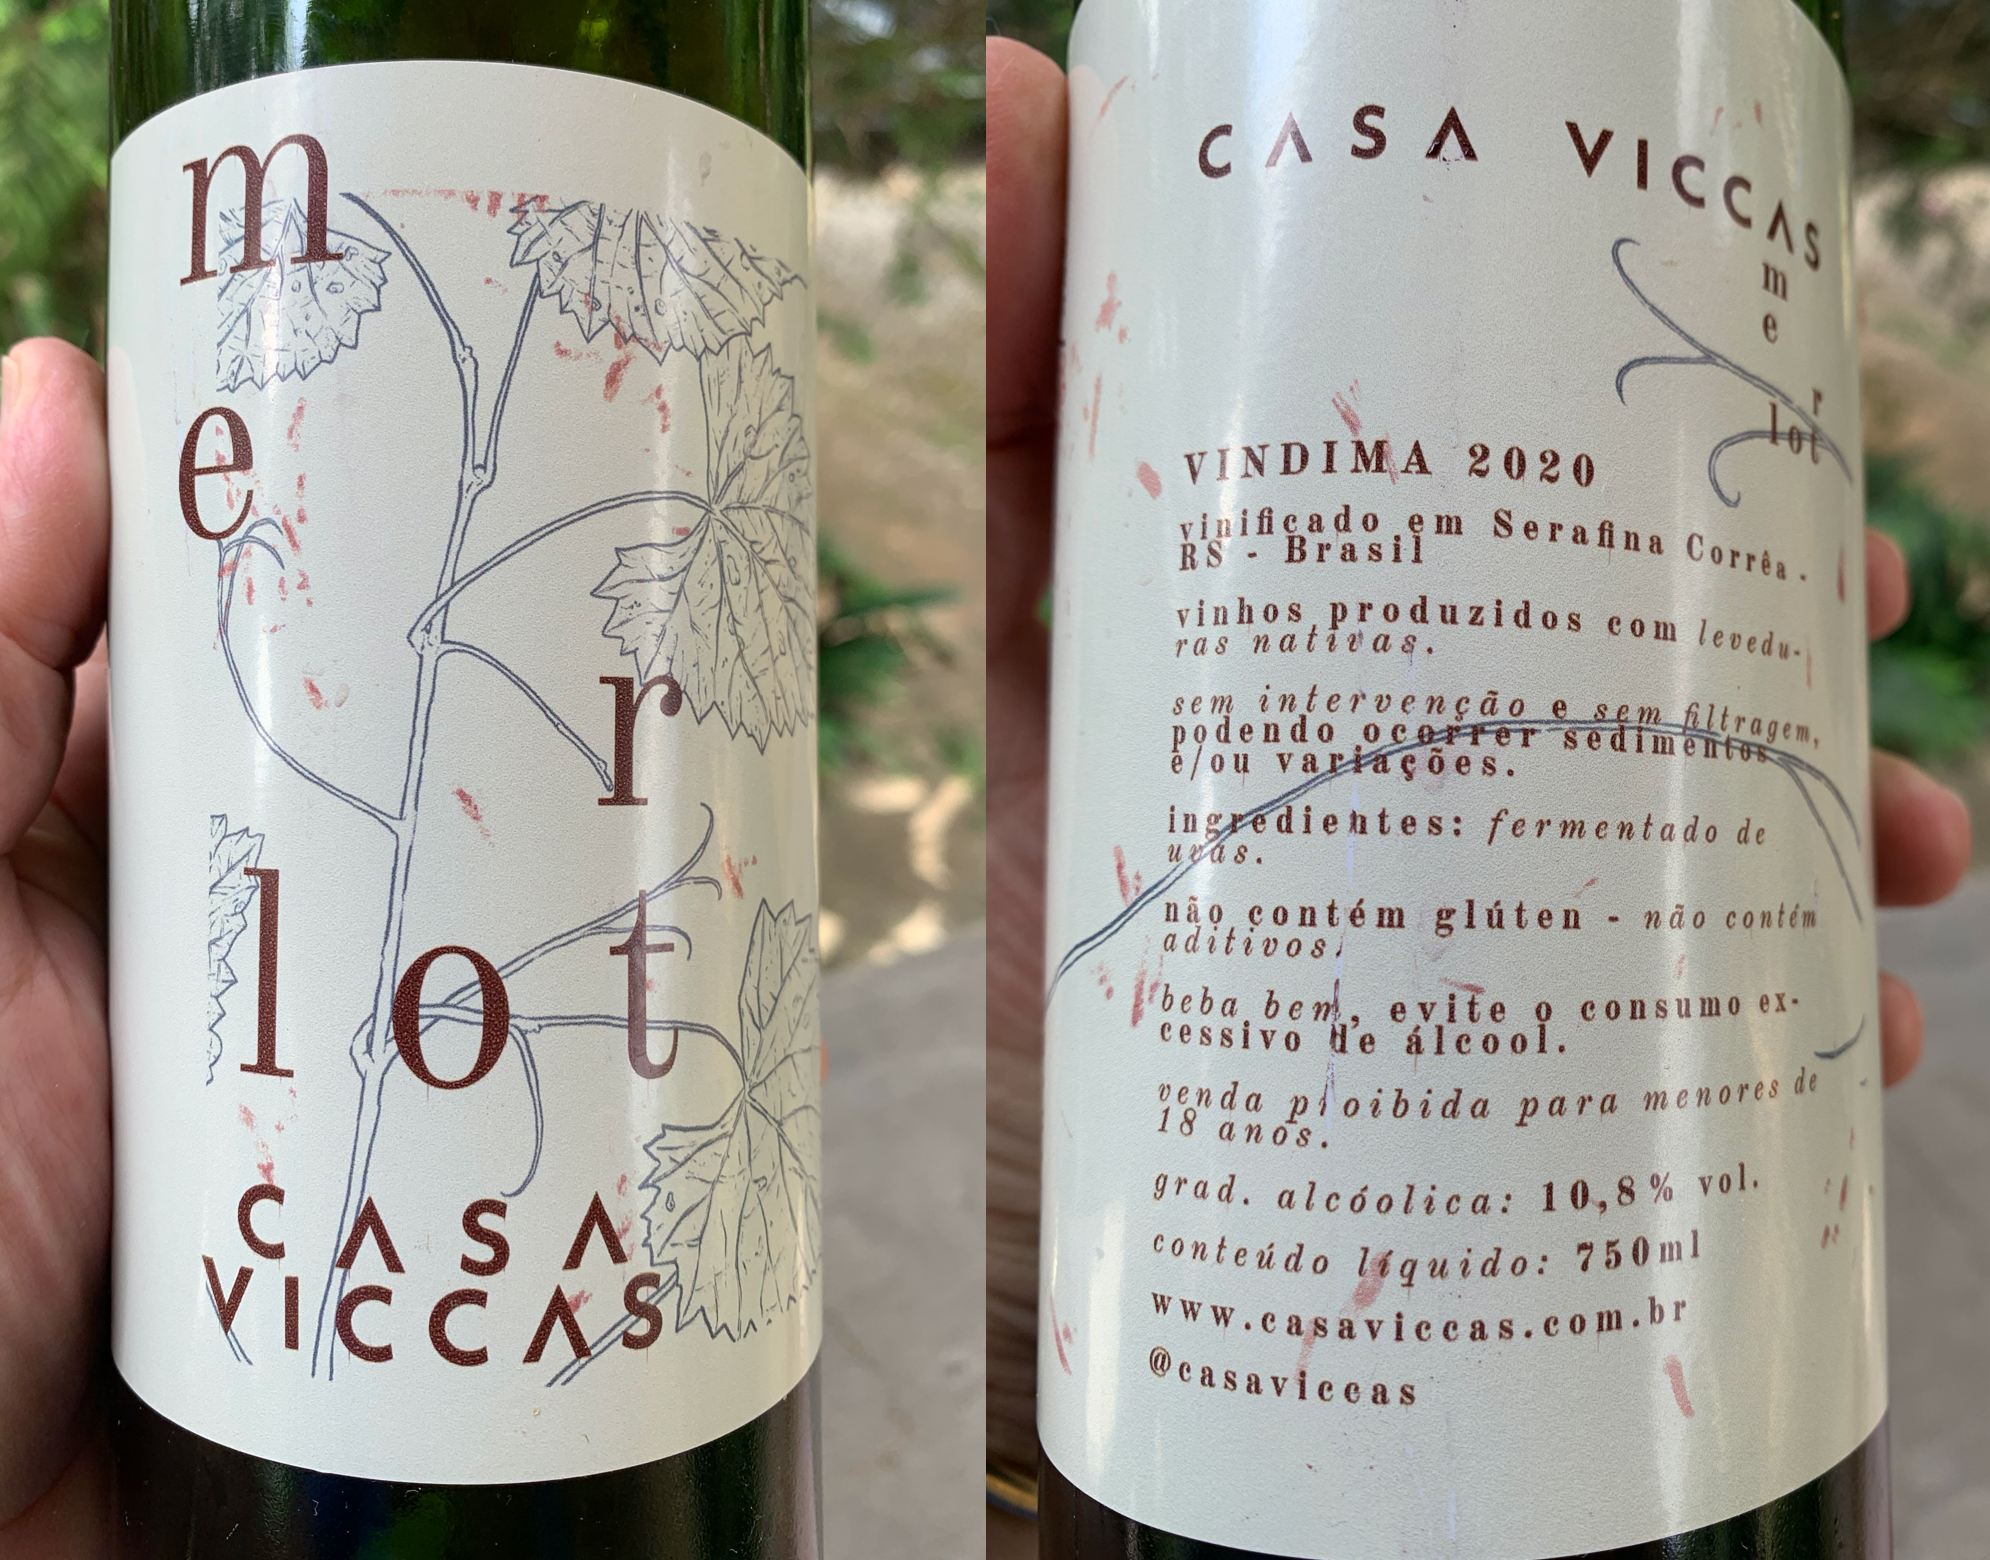 m
e
r
lot
CASA
VICCAS
CASA VICCAS
m
e
r
lot
VINDIMA 2020
vinificado em Serafina Corrêa -
RS - Brasil
vinhos produzidos com levedu-
ras nativas.
sem intervenção e sem filtragem,
podendo ocorrer sedimentos
e/ou variações.
ingredientes: fermentado de
uvas.
não contém glúten - não contém
aditivos.
beba bem, evite o consumo ex-
cessivo de álcool.
venda proibida para menores de
18 anos.
grad. alcóolica: 10,8% vol.
conteúdo líquido: 750ml
www.casaviccas.com.br
@casaviccas